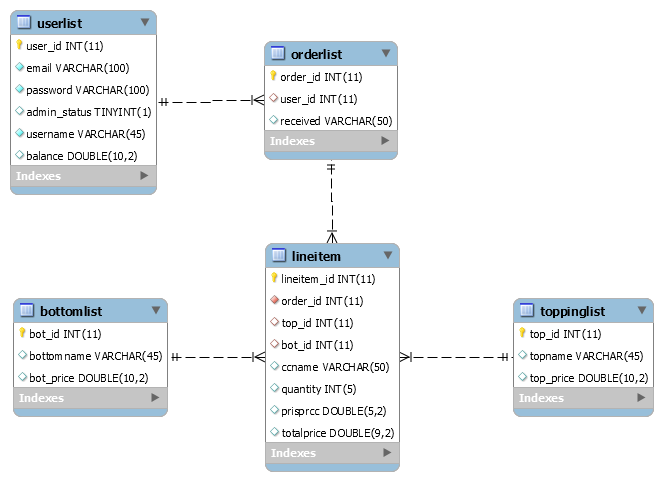 userlist
user_id INT(11)
email VARCHAR(100)
password VARCHAR(100)
admin_status TINYINT(1)
username VARCHAR(45)
balance DOUBLE(10,2)
Indexes
orderlist
order_id INT(11)
user_id INT(11)
received VARCHAR(50)
Indexes
lineitem
lineitem_id INT(11)
order_id INT(11)
top_id INT(11)
bot_id INT(11)
ccname VARCHAR(50)
quantity INT(5)
prisprcc DOUBLE(5,2)
totalprice DOUBLE(9,2)
Indexes
bottomlist
bot_id INT(11)
bottomname VARCHAR(45)
bot_price DOUBLE(10,2)
Indexes
toppinglist
top_id INT(11)
topname VARCHAR(45)
top_price DOUBLE(10,2)
Indexes